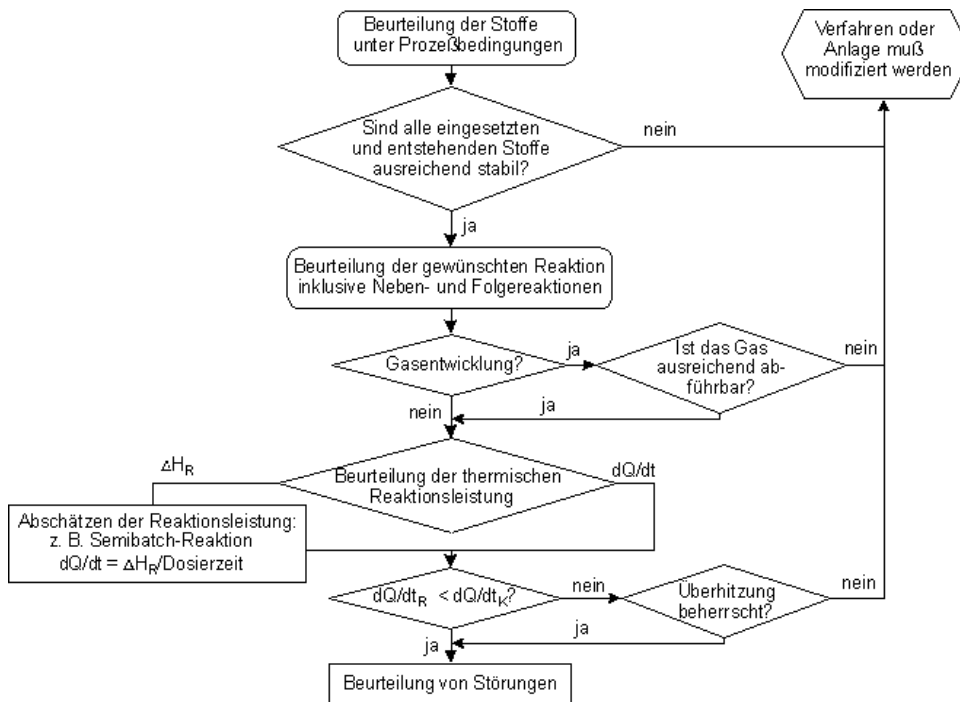 Beurteilung der Stoffe
unter Prozeßbedingungen
Verfahren oder
Anlage muß
modifiziert werden
Sind alle eingesetzten
und entstehenden Stoffe
ausreichend stabil?
nein
ja
Beurteilung der gewünschten Reaktion
inklusive Neben- und Folgereaktionen
Gasentwicklung?
ja
Ist das Gas
ausreichend ab-
führbar?
nein
nein
ja
ΔH_R
Beurteilung der thermischen
Reaktionsleistung
dQ/dt
Abschätzen der Reaktionsleistung:
z. B. Semibatch-Reaktion
dQ/dt = ΔH_R/Dosierzeit
dQ/dt_R < dQ/dt_K?
nein
Überhitzung
beherrscht?
nein
ja
ja
Beurteilung von Störungen